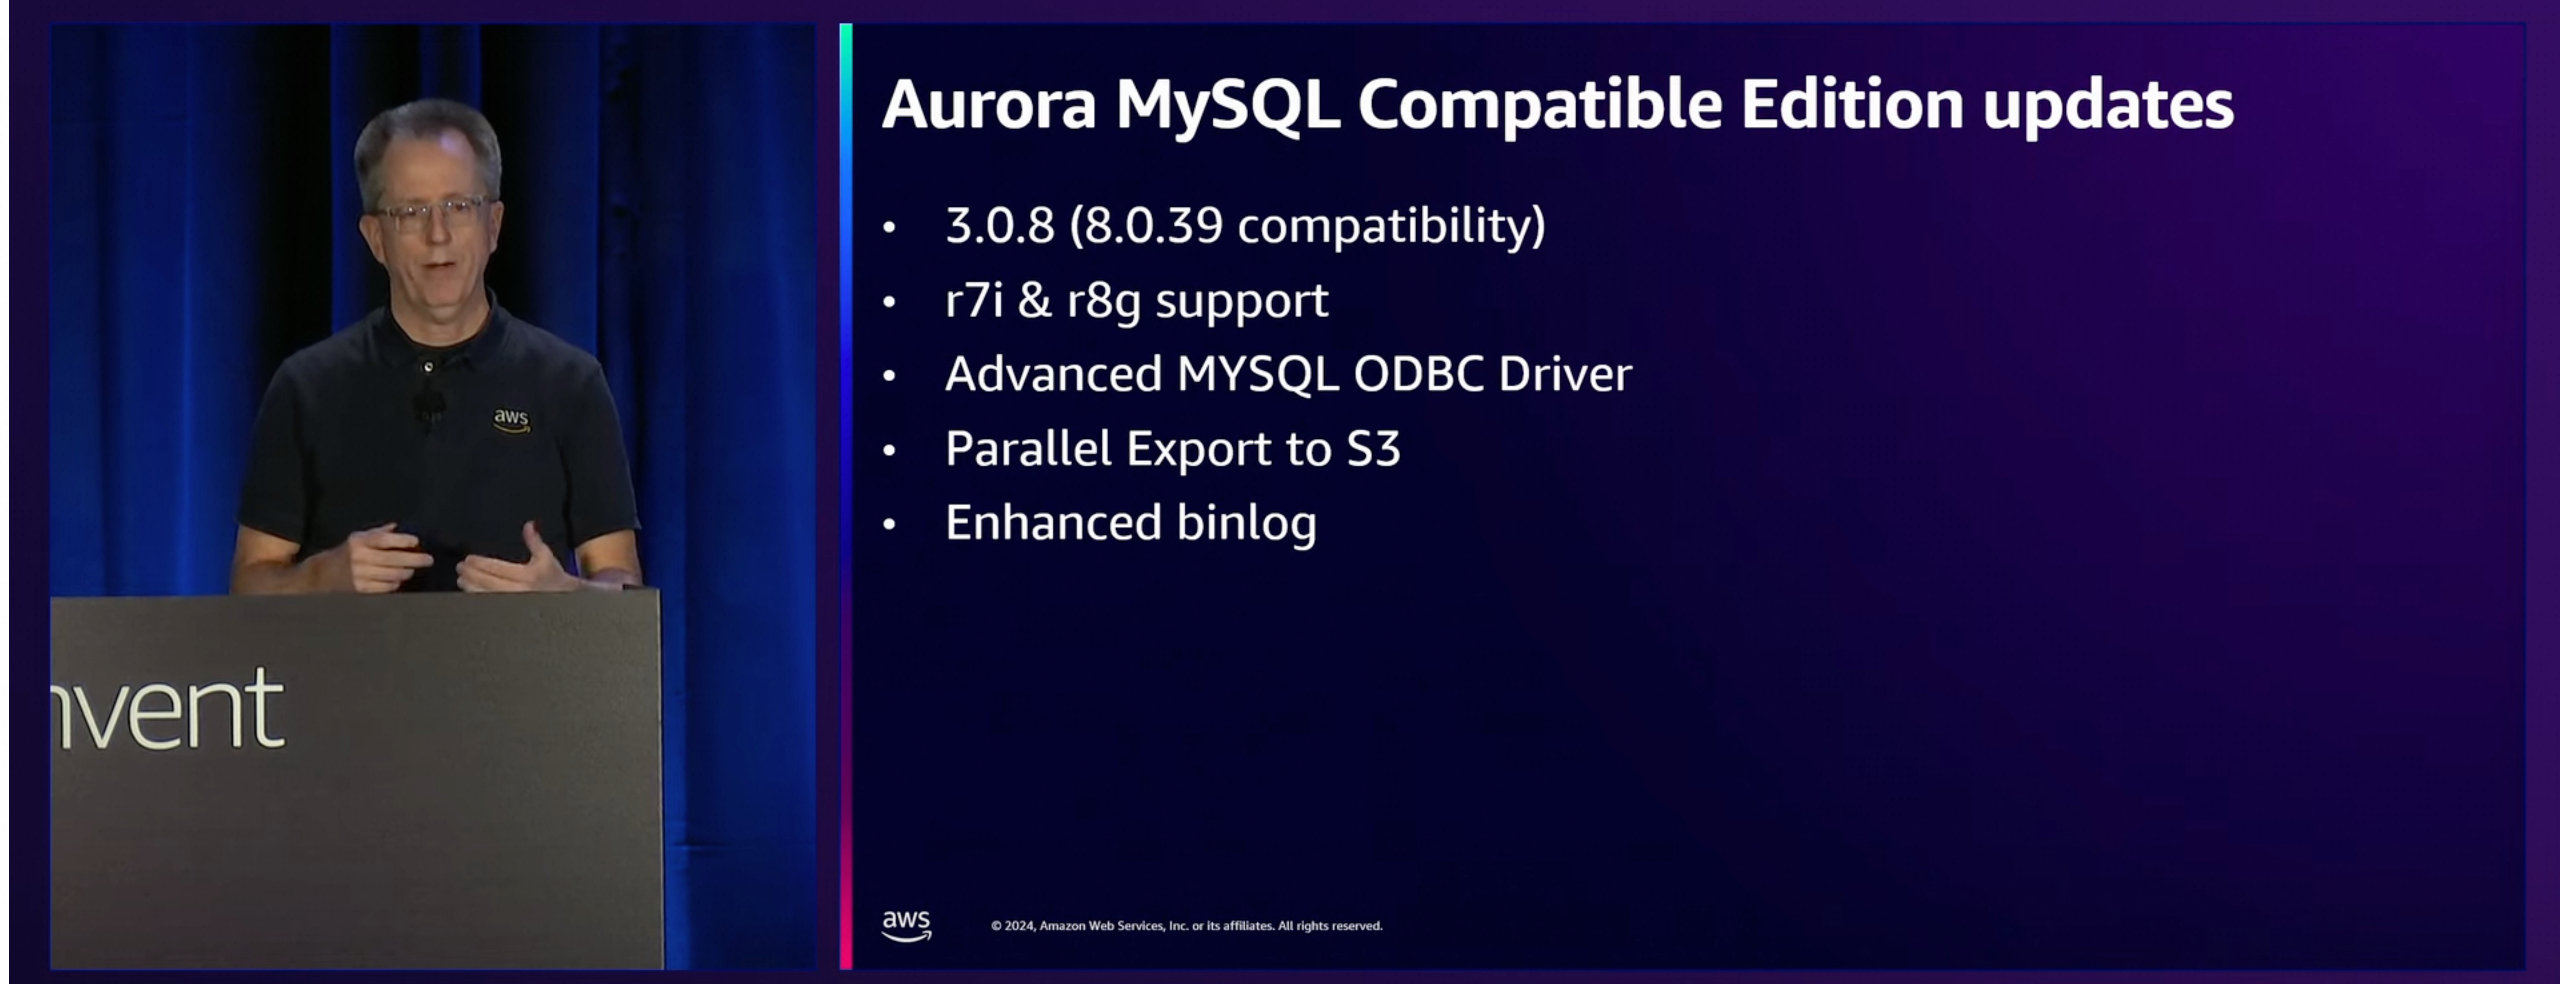 aws
nvent
Aurora MySQL Compatible Edition updates
• 3.0.8 (8.0.39 compatibility)
• r7i & r8g support
• Advanced MYSQL ODBC Driver
• Parallel Export to S3
• Enhanced binlog
aws
© 2024, Amazon Web Services, Inc. or its affiliates. All rights reserved.